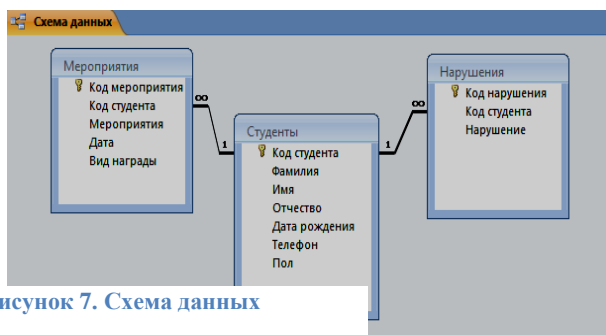 Схема данных
Мероприятия
Код мероприятия
Код студента
Мероприятия
Дата
Вид награды
∞
1
Студенты
Код студента
Фамилия
Имя
Отчество
Дата рождения
Телефон
Пол
1
∞
Нарушения
Код нарушения
Код студента
Нарушение
исунок 7. Схема данных